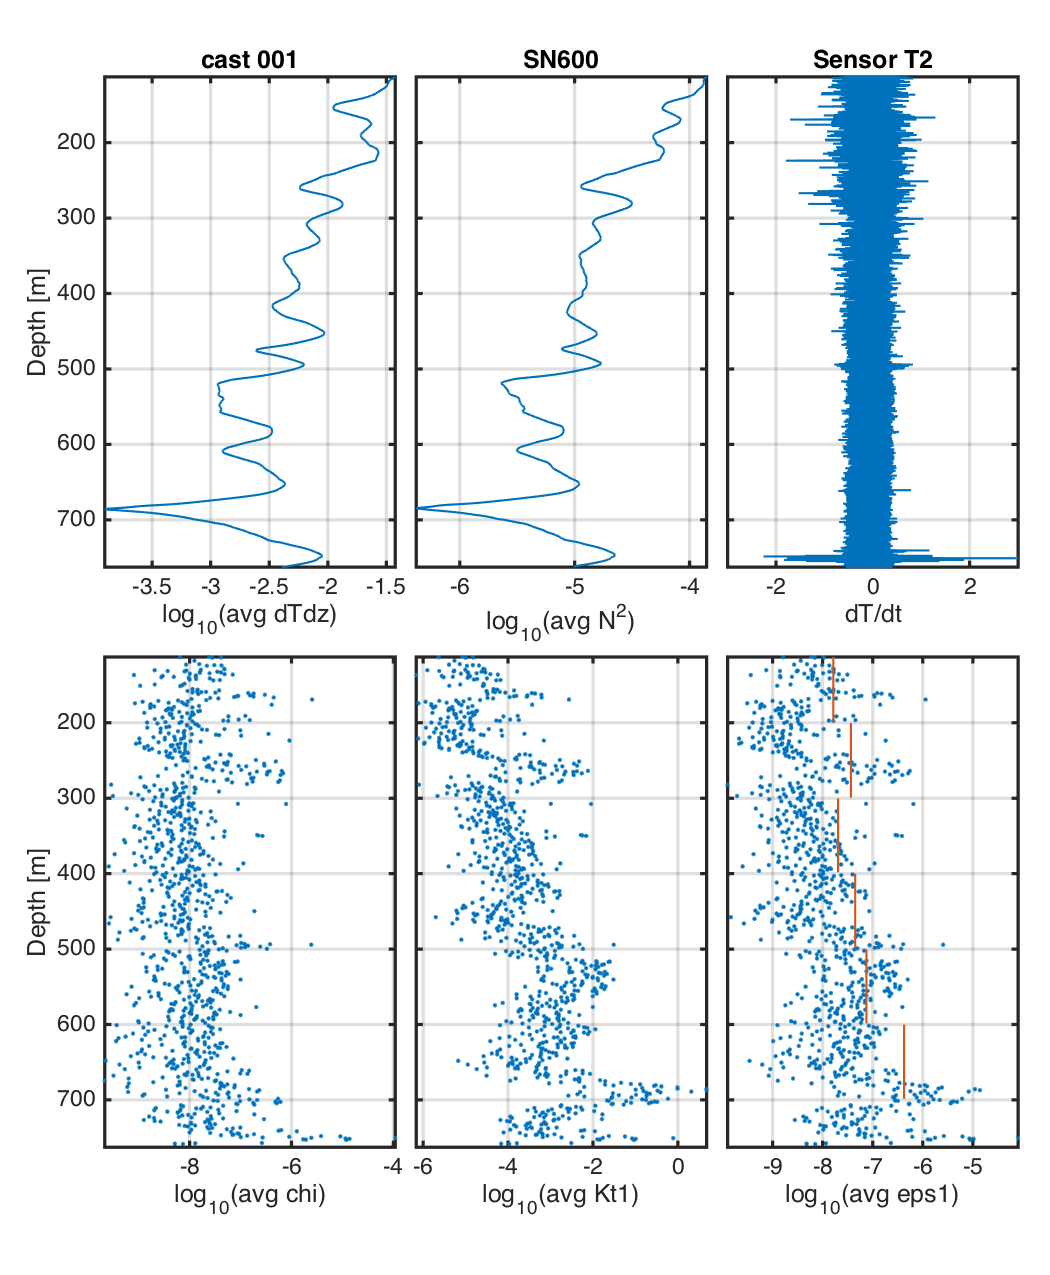 cast 001
SN600
Sensor T2
Depth [m]
200
300
400
500
600
700
-3.5 -3 -2.5 -2 -1.5
log10(avg dTdz)
-6 -5 -4
log10(avg N2)
-2 0 2
dT/dt
Depth [m]
200
300
400
500
600
700
-8 -6 -4
log10(avg chi)
-6 -4 -2 0
log10(avg Kt1)
-9 -8 -7 -6 -5
log10(avg eps1)